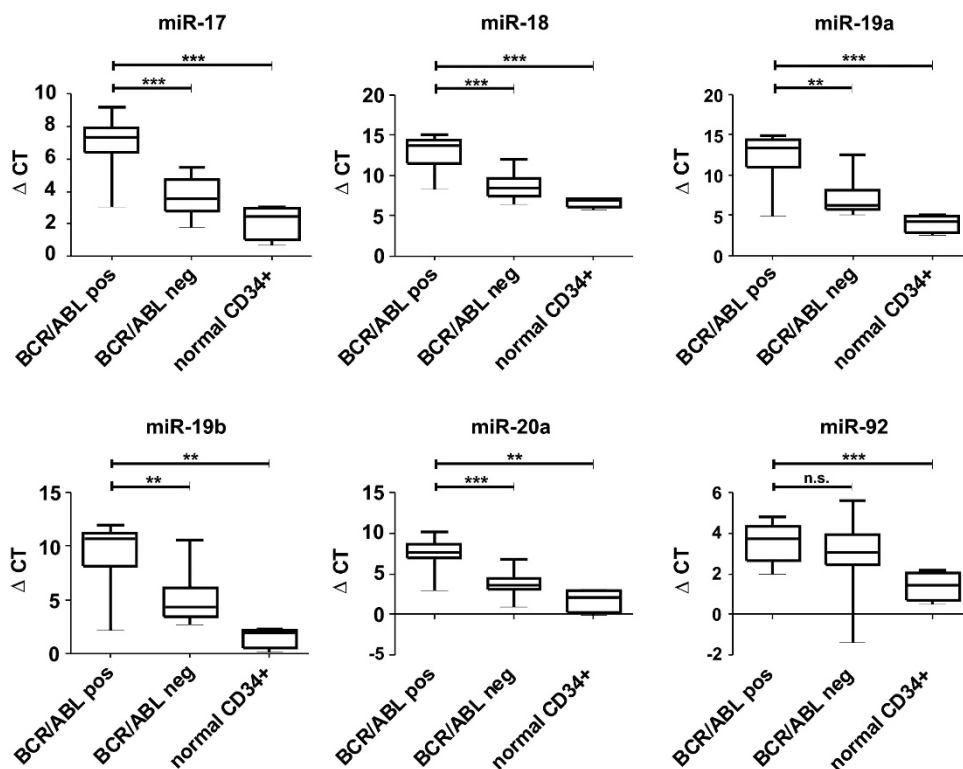 miR-17
miR-18
miR-19a
***
***
***
***
***
**
Δ CT
10
8
6
4
2
0
Δ CT
20
15
10
5
0
Δ CT
20
15
10
5
0
BCR/ABL pos
BCR/ABL neg
normal CD34+
BCR/ABL pos
BCR/ABL neg
normal CD34+
BCR/ABL pos
BCR/ABL neg
normal CD34+
miR-19b
miR-20a
miR-92
**
**
**
***
***
n.s.
Δ CT
15
10
5
0
Δ CT
15
10
5
0
-5
Δ CT
6
4
2
0
-2
BCR/ABL pos
BCR/ABL neg
normal CD34+
BCR/ABL pos
BCR/ABL neg
normal CD34+
BCR/ABL pos
BCR/ABL neg
normal CD34+